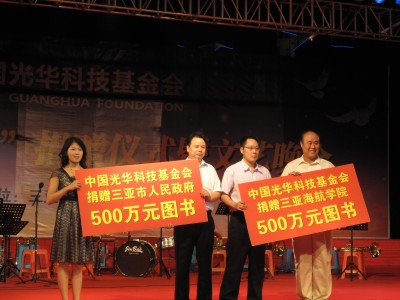 中国光华科技基金会
GUANGHUA FOUNDATION
中国光华科技基金会
捐赠三亚市人民政府
500万元图书
中国光华科技基金会
捐赠三亚海航学院
500万元图书